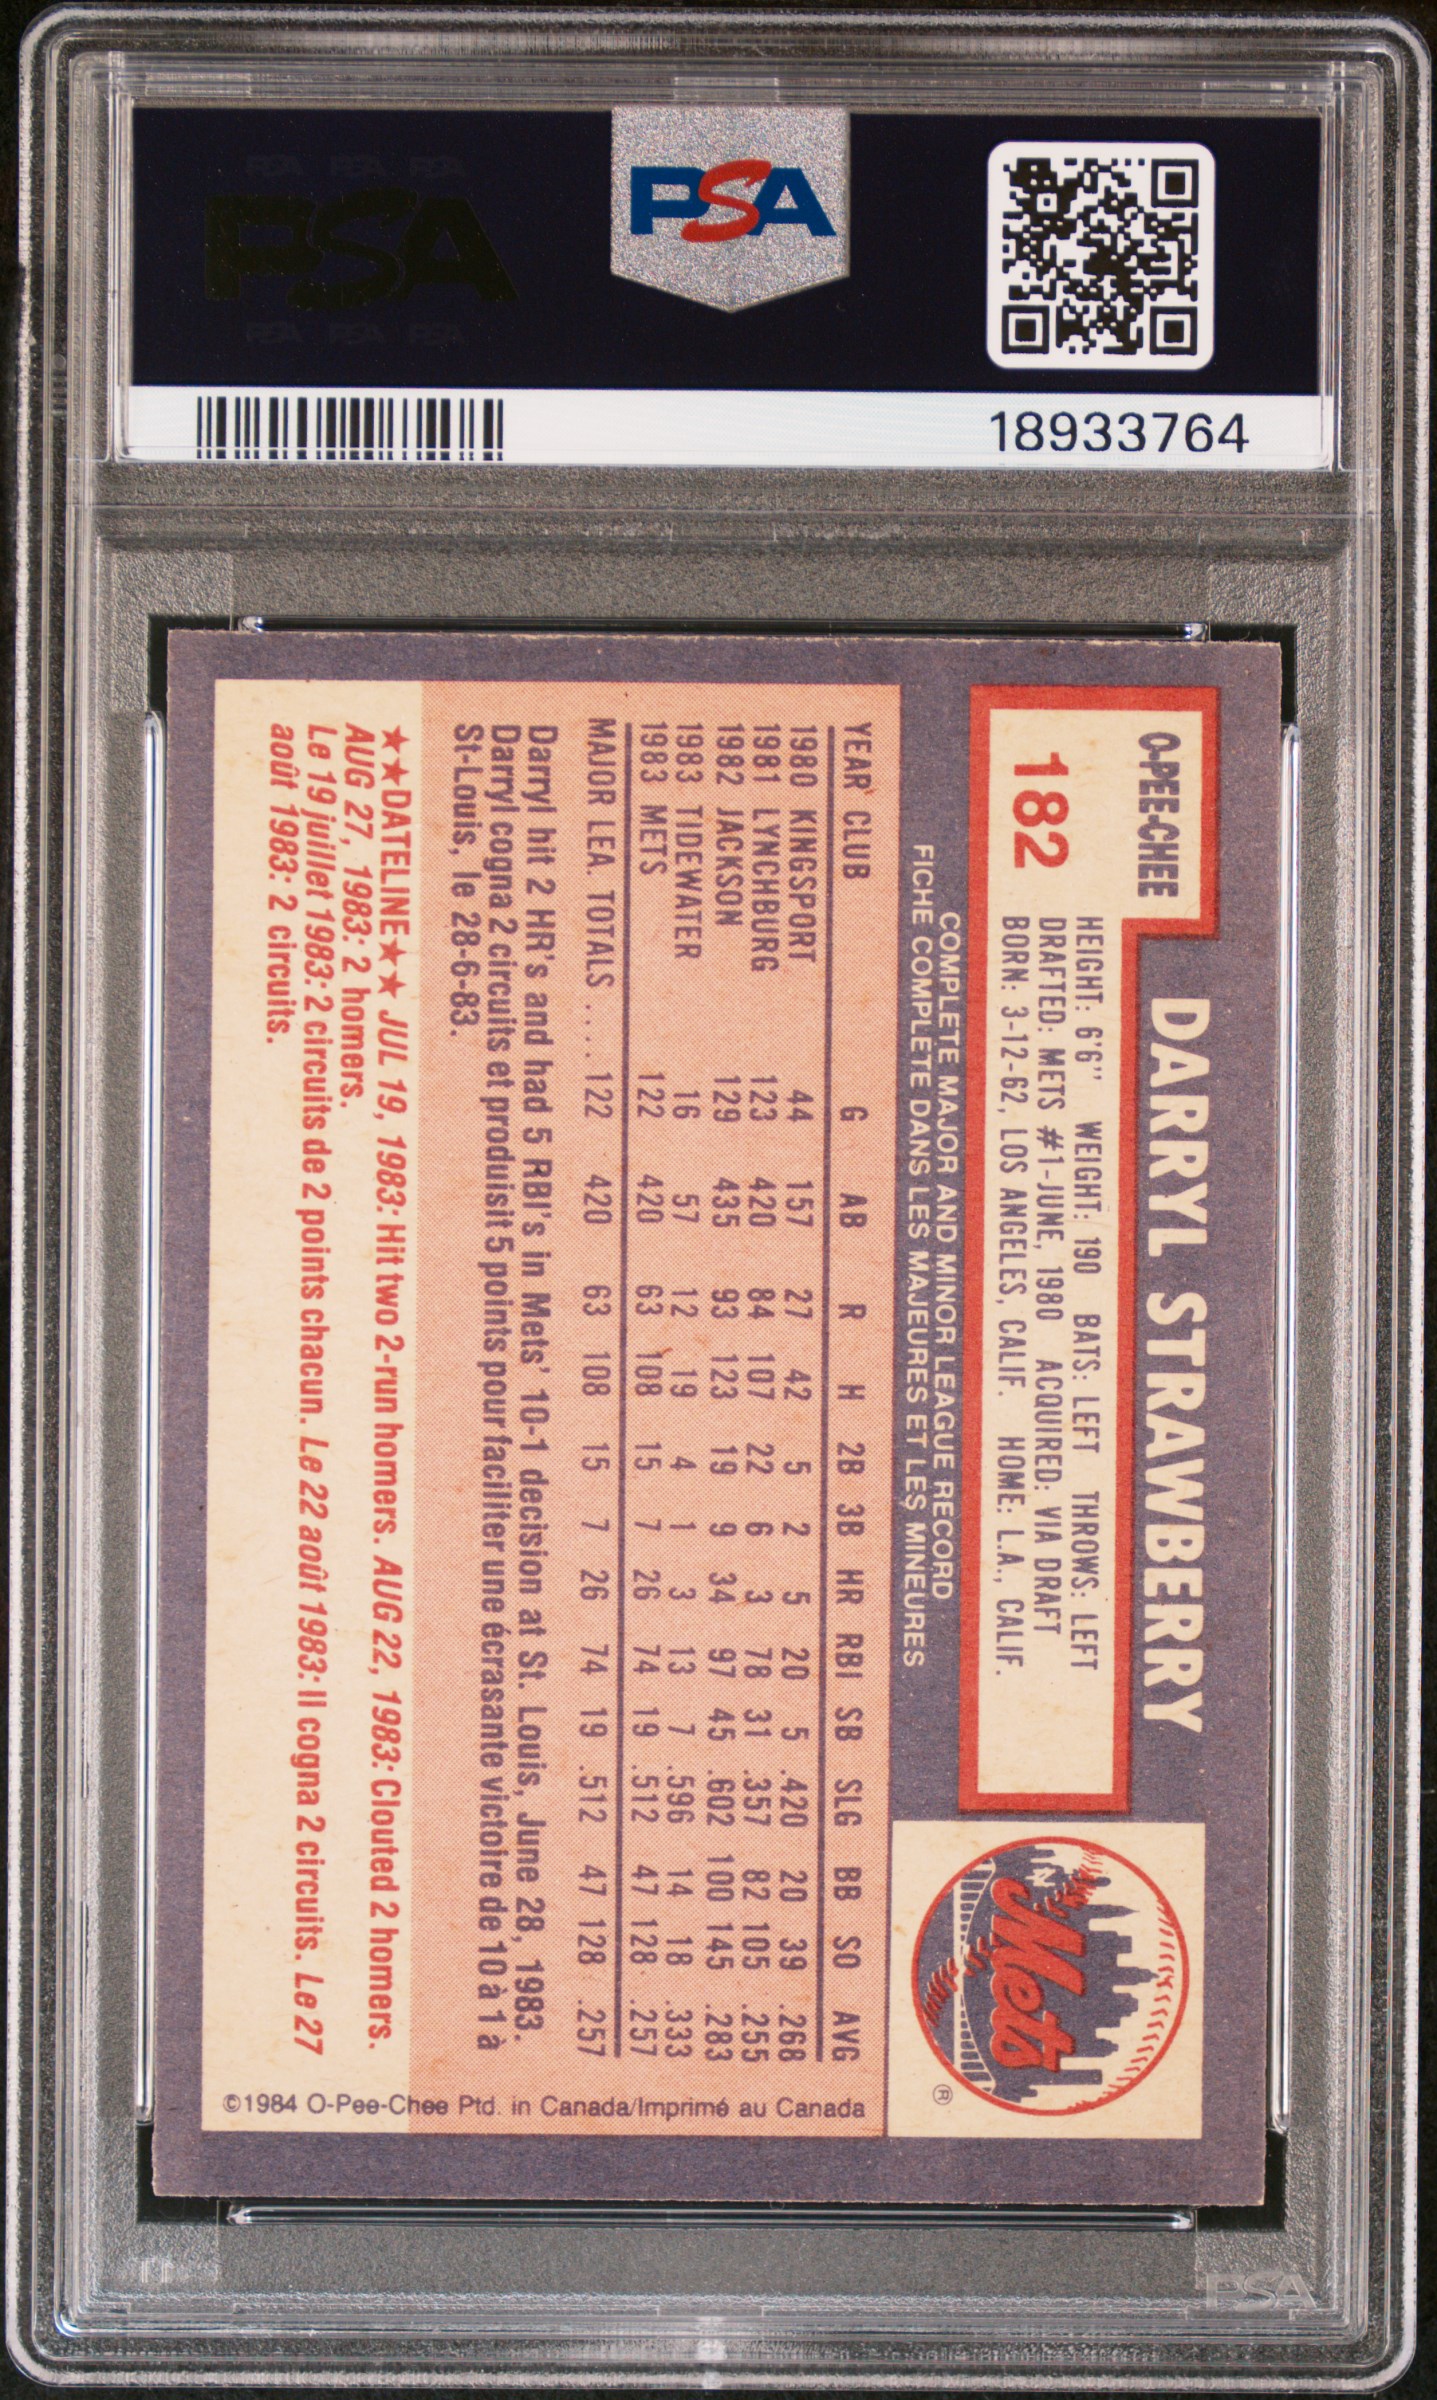 PSA
PSA PSA PSA
PSA
PSA PSA PSA
18933764
O-PEE-CHEE
182
DARRYL STRAWBERRY
HEIGHT: 6'6" WEIGHT: 190 BATS: LEFT THROWS: LEFT
DRAFTED: METS #1-JUNE, 1980 ACQUIRED: VIA DRAFT
BORN: 3-12-62, LOS ANGELES, CALIF. HOME: L.A., CALIF.
Mets
®
COMPLETE MAJOR AND MINOR LEAGUE RECORD
FICHE COMPLÈTE DANS LES MAJEURES ET LES MINEURES
YEAR CLUB G AB R H 2B 3B HR RBI SB SLG BB SO AVG
1980 KINGSPORT 44 157 27 42 5 2 5 20 5 .420 20 39 .268
1981 LYNCHBURG 123 420 84 107 22 6 3 78 31 .357 82 105 .255
1982 JACKSON 129 435 93 123 19 9 34 97 45 .602 100 145 .283
1983 TIDEWATER 16 57 12 19 4 1 3 13 7 .596 14 18 .333
1983 METS 122 420 63 108 15 7 26 74 19 .512 47 128 .257
MAJOR LEA. TOTALS .... 122 420 63 108 15 7 26 74 19 .512 47 128 .257
Darryl hit 2 HR's and had 5 RBI's in Mets' 10-1 decision at St. Louis, June 28, 1983.
Darryl cogna 2 circuits et produisit 5 points pour faciliter une écrasante victoire de 10 à 1 à
St-Louis, le 28-6-83.
★★DATELINE★★ JUL 19, 1983: Hit two 2-run homers. AUG 22, 1983: Clouted 2 homers.
AUG 27, 1983: 2 homers.
Le 19 juillet 1983: 2 circuits de 2 points chacun. Le 22 août 1983: Il cogna 2 circuits. Le 27
août 1983: 2 circuits.
©1984 O-Pee-Chee Ptd. in Canada/Imprimé au Canada
PSA